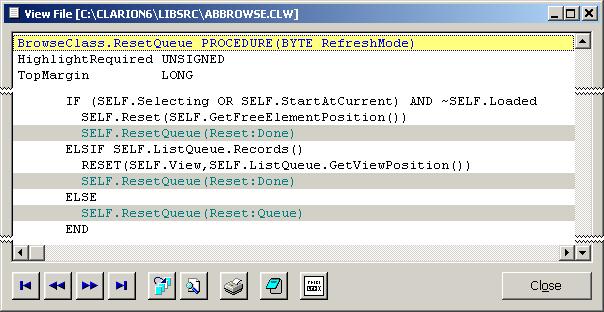 View File [C:\CLARION6\LIBSRC\ABBROWSE.CLW]
BrowseClass.ResetQueue PROCEDURE(BYTE RefreshMode)
HighlightRequired UNSIGNED
TopMargin         LONG
      IF (SELF.Selecting OR SELF.StartAtCurrent) AND ~SELF.Loaded
        SELF.Reset(SELF.GetFreeElementPosition())
        SELF.ResetQueue(Reset:Done)
      ELSIF SELF.ListQueue.Records()
        RESET(SELF.View,SELF.ListQueue.GetViewPosition())
        SELF.ResetQueue(Reset:Done)
      ELSE
        SELF.ResetQueue(Reset:Queue)
      END
Close